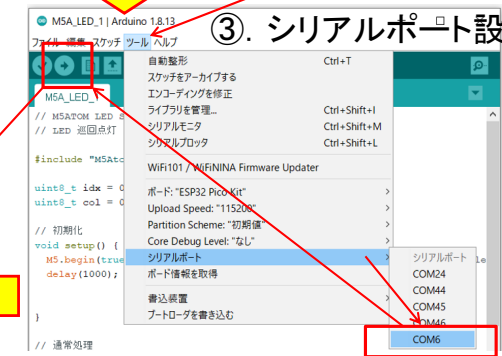 M5A_LED_1 | Arduino 1.8.13
③. シリアルポート設
ファイル 編集 スケッチ ツール ヘルプ
自動整形 Ctrl+T
スケッチをアーカイブする
エンコーディングを修正
ライブラリを管理... Ctrl+Shift+I
シリアルモニタ Ctrl+Shift+M
シリアルプロッタ Ctrl+Shift+L
WiFi101 / WiFiNINA Firmware Updater
ボード: "ESP32 Pico Kit"
Upload Speed: "115200"
Partition Scheme: "初期値"
Core Debug Level: "なし"
シリアルポート
ボード情報を取得
書込装置
ブートローダを書き込む
シリアルポート
COM24
COM44
COM45
COM46
COM6
M5A_LED_1
// M5ATOM LED S
// LED 巡回点灯
#include "M5Ato
uint8_t idx = 0
uint8_t col = 0
// 初期化
void setup() {
M5.begin(true
delay(1000);
}
// 通常処理